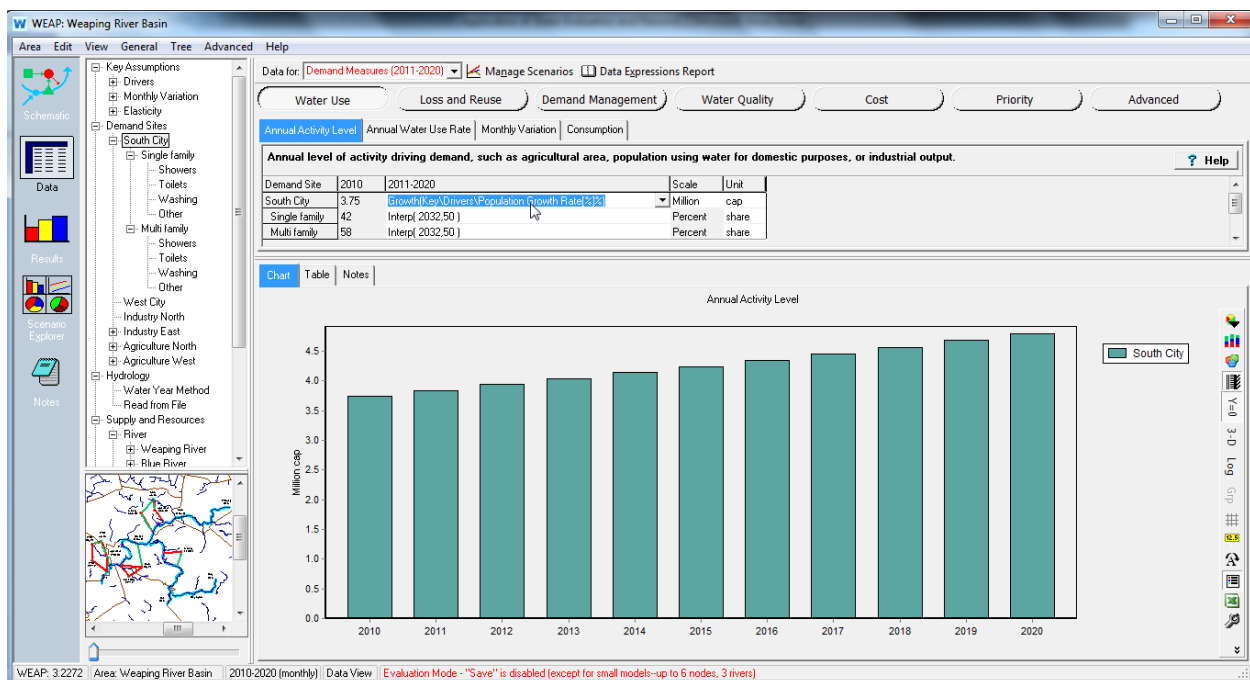 WEAP: Weaping River Basin
Area Edit View General Tree Advanced Help
Schematic
Data
Results
Scenario
Explorer
Notes
Key Assumptions
Drivers
Monthly Variation
Elasticity
Demand Sites
South City
Single family
Showers
Toilets
Washing
Other
Multi family
Showers
Toilets
Washing
Other
West City
Industry North
Industry East
Agriculture North
Agriculture West
Hydrology
Water Year Method
Read from File
Supply and Resources
River
Weaping River
Blue River
Data for: Demand Measures (2011-2020) Manage Scenarios Data Expressions Report
Water Use Loss and Reuse Demand Management Water Quality Cost Priority Advanced
Annual Activity Level Annual Water Use Rate Monthly Variation Consumption
Annual level of activity driving demand, such as agricultural area, population using water for domestic purposes, or industrial output.
? Help
Demand Site 2010 2011-2020 Scale Unit
South City 3.75 Growth(Key\Drivers\Population Growth Rate[%]%) Million cap
Single family 42 Interp( 2032,50 ) Percent share
Multi family 58 Interp( 2032,50 ) Percent share
Chart Table Notes
Annual Activity Level
Million cap
4.5
4.0
3.5
3.0
2.5
2.0
1.5
1.0
0.5
0.0
2010 2011 2012 2013 2014 2015 2016 2017 2018 2019 2020
South City
Y=0
3-D
Log
Grp
12.5
WEAP: 3.2272 Area: Weaping River Basin 2010-2020 (monthly) Data View Evaluation Mode - "Save" is disabled (except for small models--up to 6 nodes, 3 rivers)